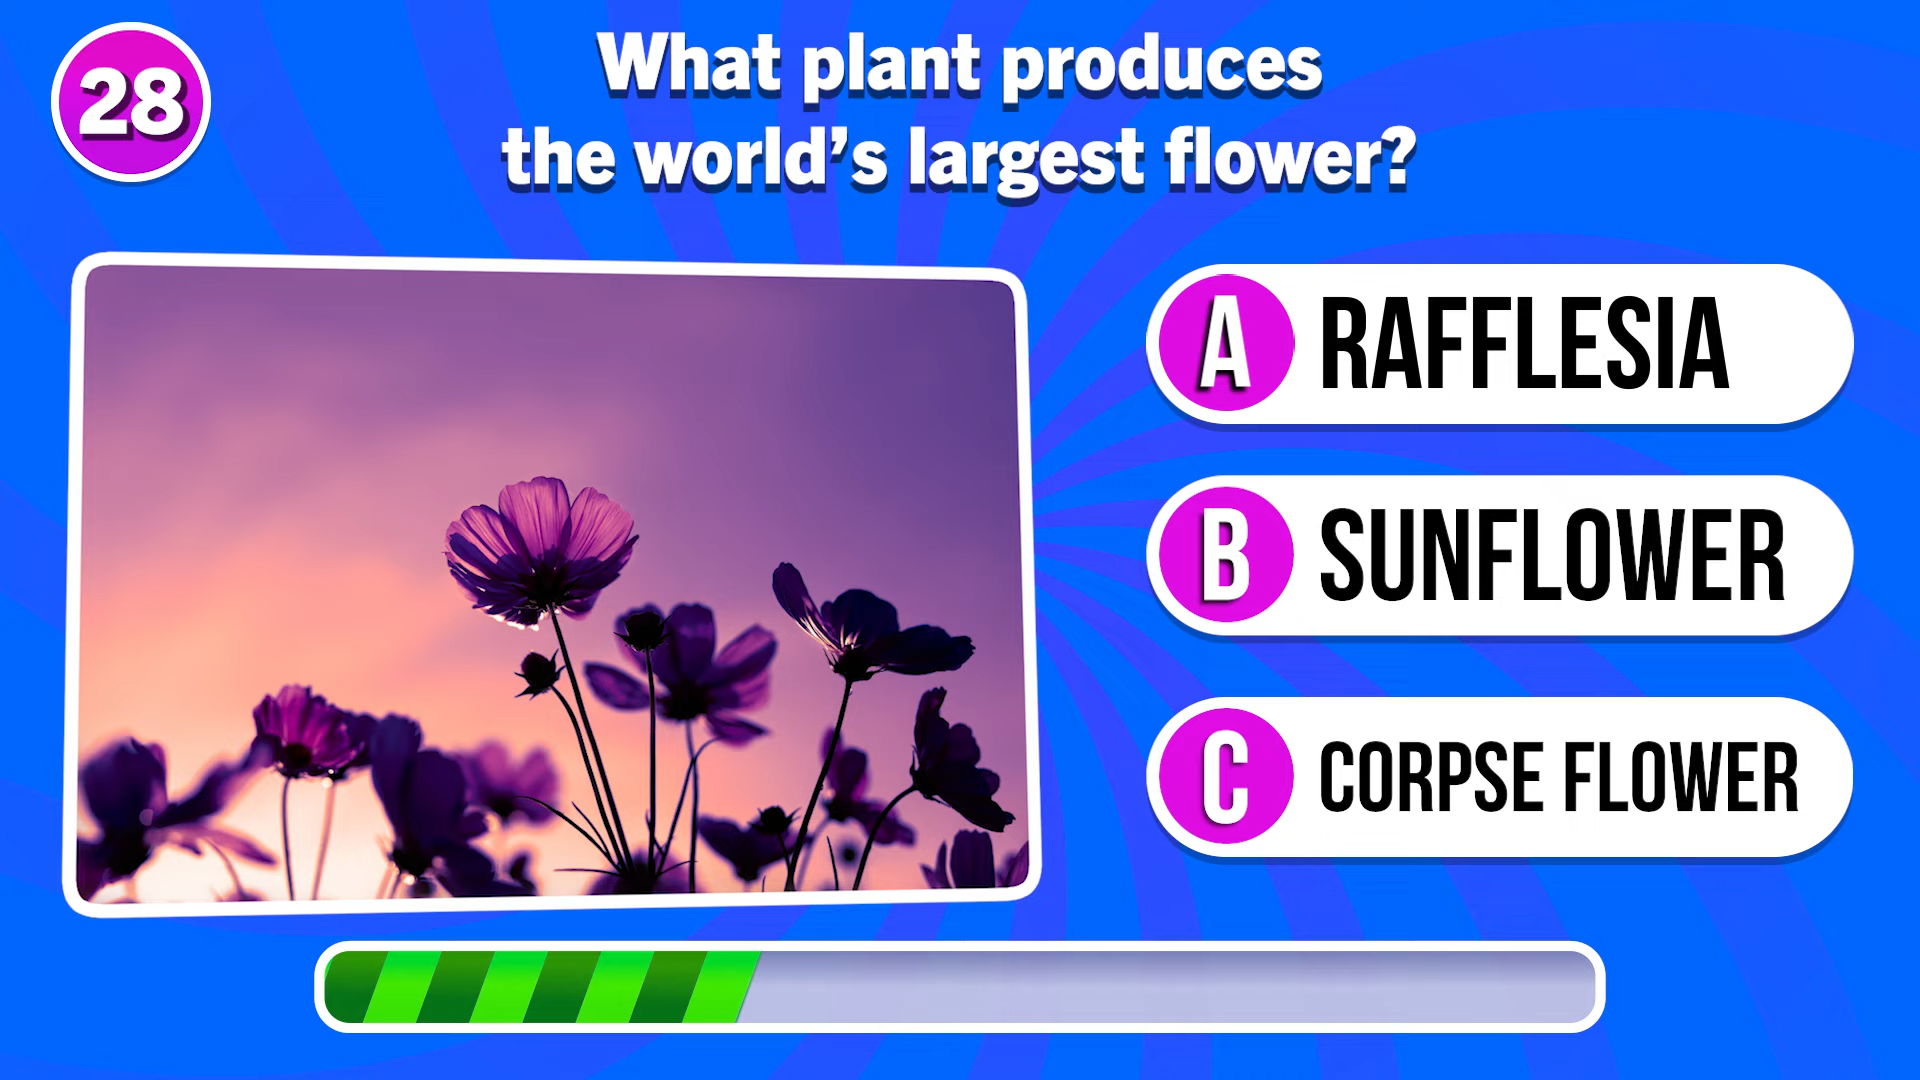 28
What plant produces
the world’s largest flower?
A RAFFLESIA
B SUNFLOWER
C CORPSE FLOWER